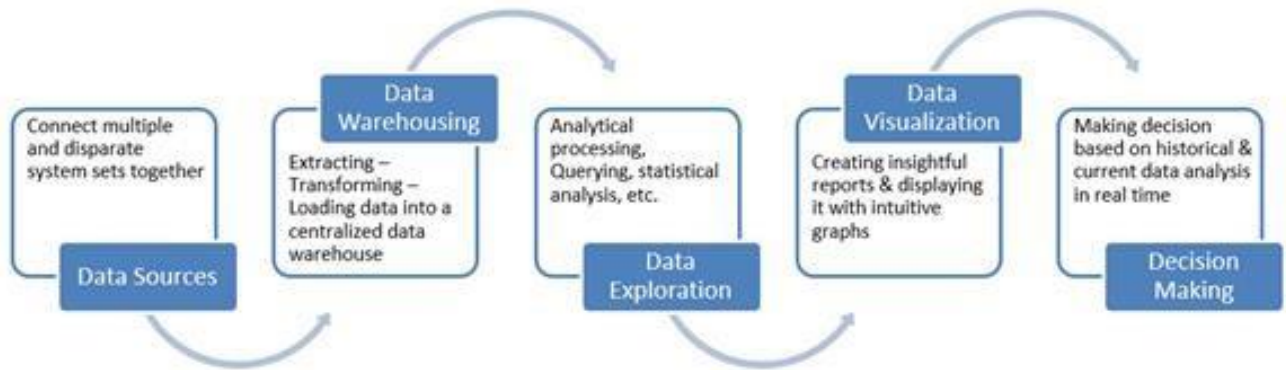 Connect multiple
and disparate
system sets together
Data Sources
Data
Warehousing
Extracting –
Transforming –
Loading data into a
centralized data
warehouse
Analytical
processing,
Querying, statistical
analysis, etc.
Data
Exploration
Data
Visualization
Creating insightful
reports & displaying
it with intuitive
graphs
Making decision
based on historical &
current data analysis
in real time
Decision
Making